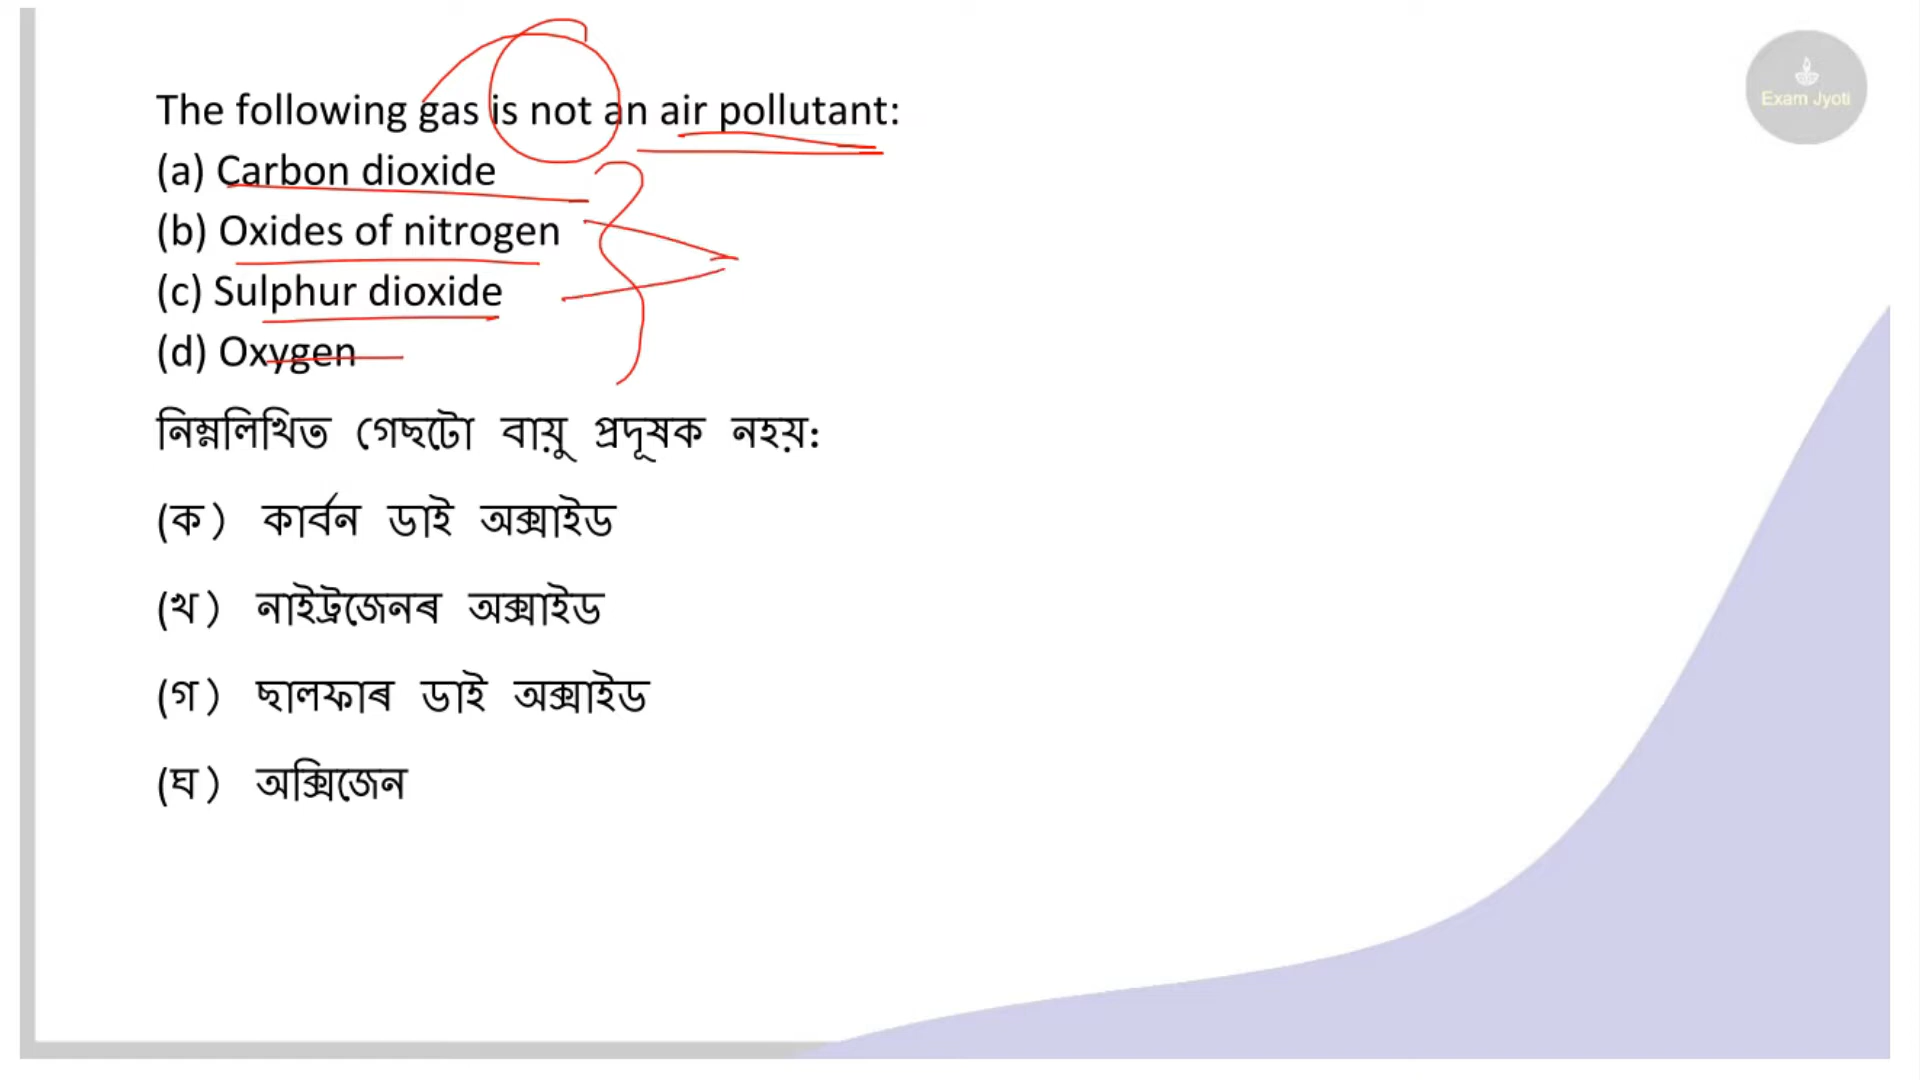 The following gas is not an air pollutant:
(a) Carbon dioxide
(b) Oxides of nitrogen
(c) Sulphur dioxide
(d) Oxygen
নিম্নলিখিত গেছটো বায়ু প্ৰদূষক নহয়:
(ক) কাৰ্বন ডাই অক্সাইড
(খ) নাইট্ৰজেনৰ অক্সাইড
(গ) ছালফাৰ ডাই অক্সাইড
(ঘ) অক্সিজেন
Exam Jyoti